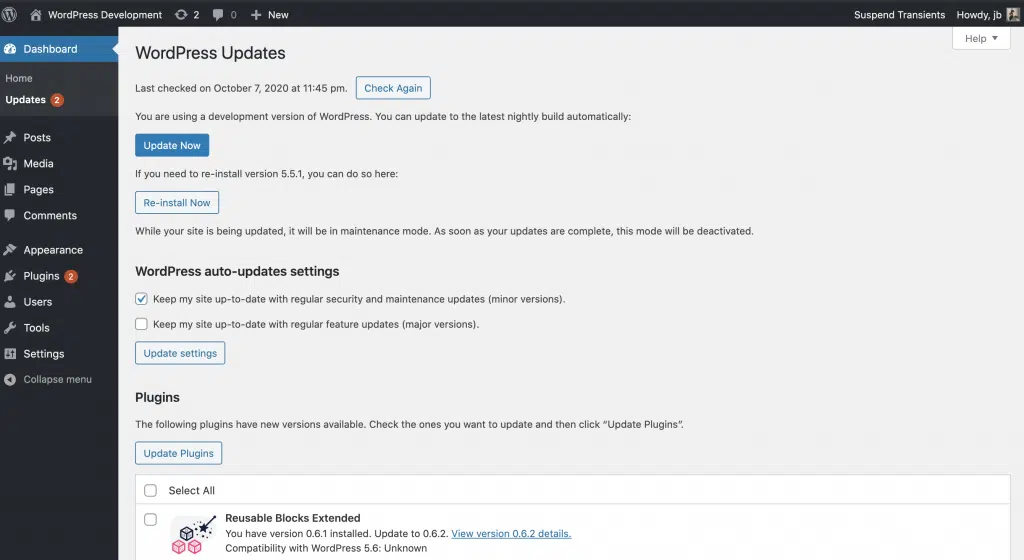 WordPress Development
2
0
New
Suspend Transients
Howdy, jb
Dashboard
Home
Updates 2
Posts
Media
Pages
Comments
Appearance
Plugins 2
Users
Tools
Settings
Collapse menu
Help
WordPress Updates
Last checked on October 7, 2020 at 11:45 pm. Check Again
You are using a development version of WordPress. You can update to the latest nightly build automatically:
Update Now
If you need to re-install version 5.5.1, you can do so here:
Re-install Now
While your site is being updated, it will be in maintenance mode. As soon as your updates are complete, this mode will be deactivated.
WordPress auto-updates settings
Keep my site up-to-date with regular security and maintenance updates (minor versions).
Keep my site up-to-date with regular feature updates (major versions).
Update settings
Plugins
The following plugins have new versions available. Check the ones you want to update and then click “Update Plugins”.
Update Plugins
Select All
Reusable Blocks Extended
You have version 0.6.1 installed. Update to 0.6.2. View version 0.6.2 details.
Compatibility with WordPress 5.6: Unknown